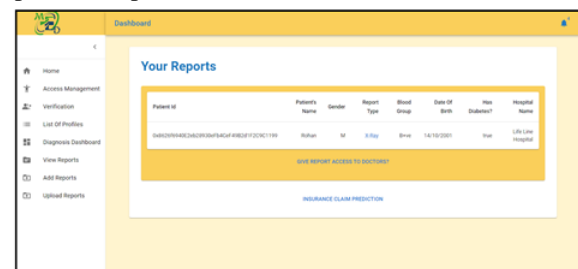 Dashboard
Home
Access Management
Verification
List Of Profiles
Diagnosis Dashboard
View Reports
Add Reports
Upload Reports
Your Reports
Patient Id Patient's Name Gender Report Type Blood Group Date Of Birth Has Diabetes? Hospital Name
Rohan M X-Ray B+ve 14/10/2001 true Life Line Hospital
GIVE REPORT ACCESS TO DOCTORS?
INSURANCE CLAIM PREDICTION